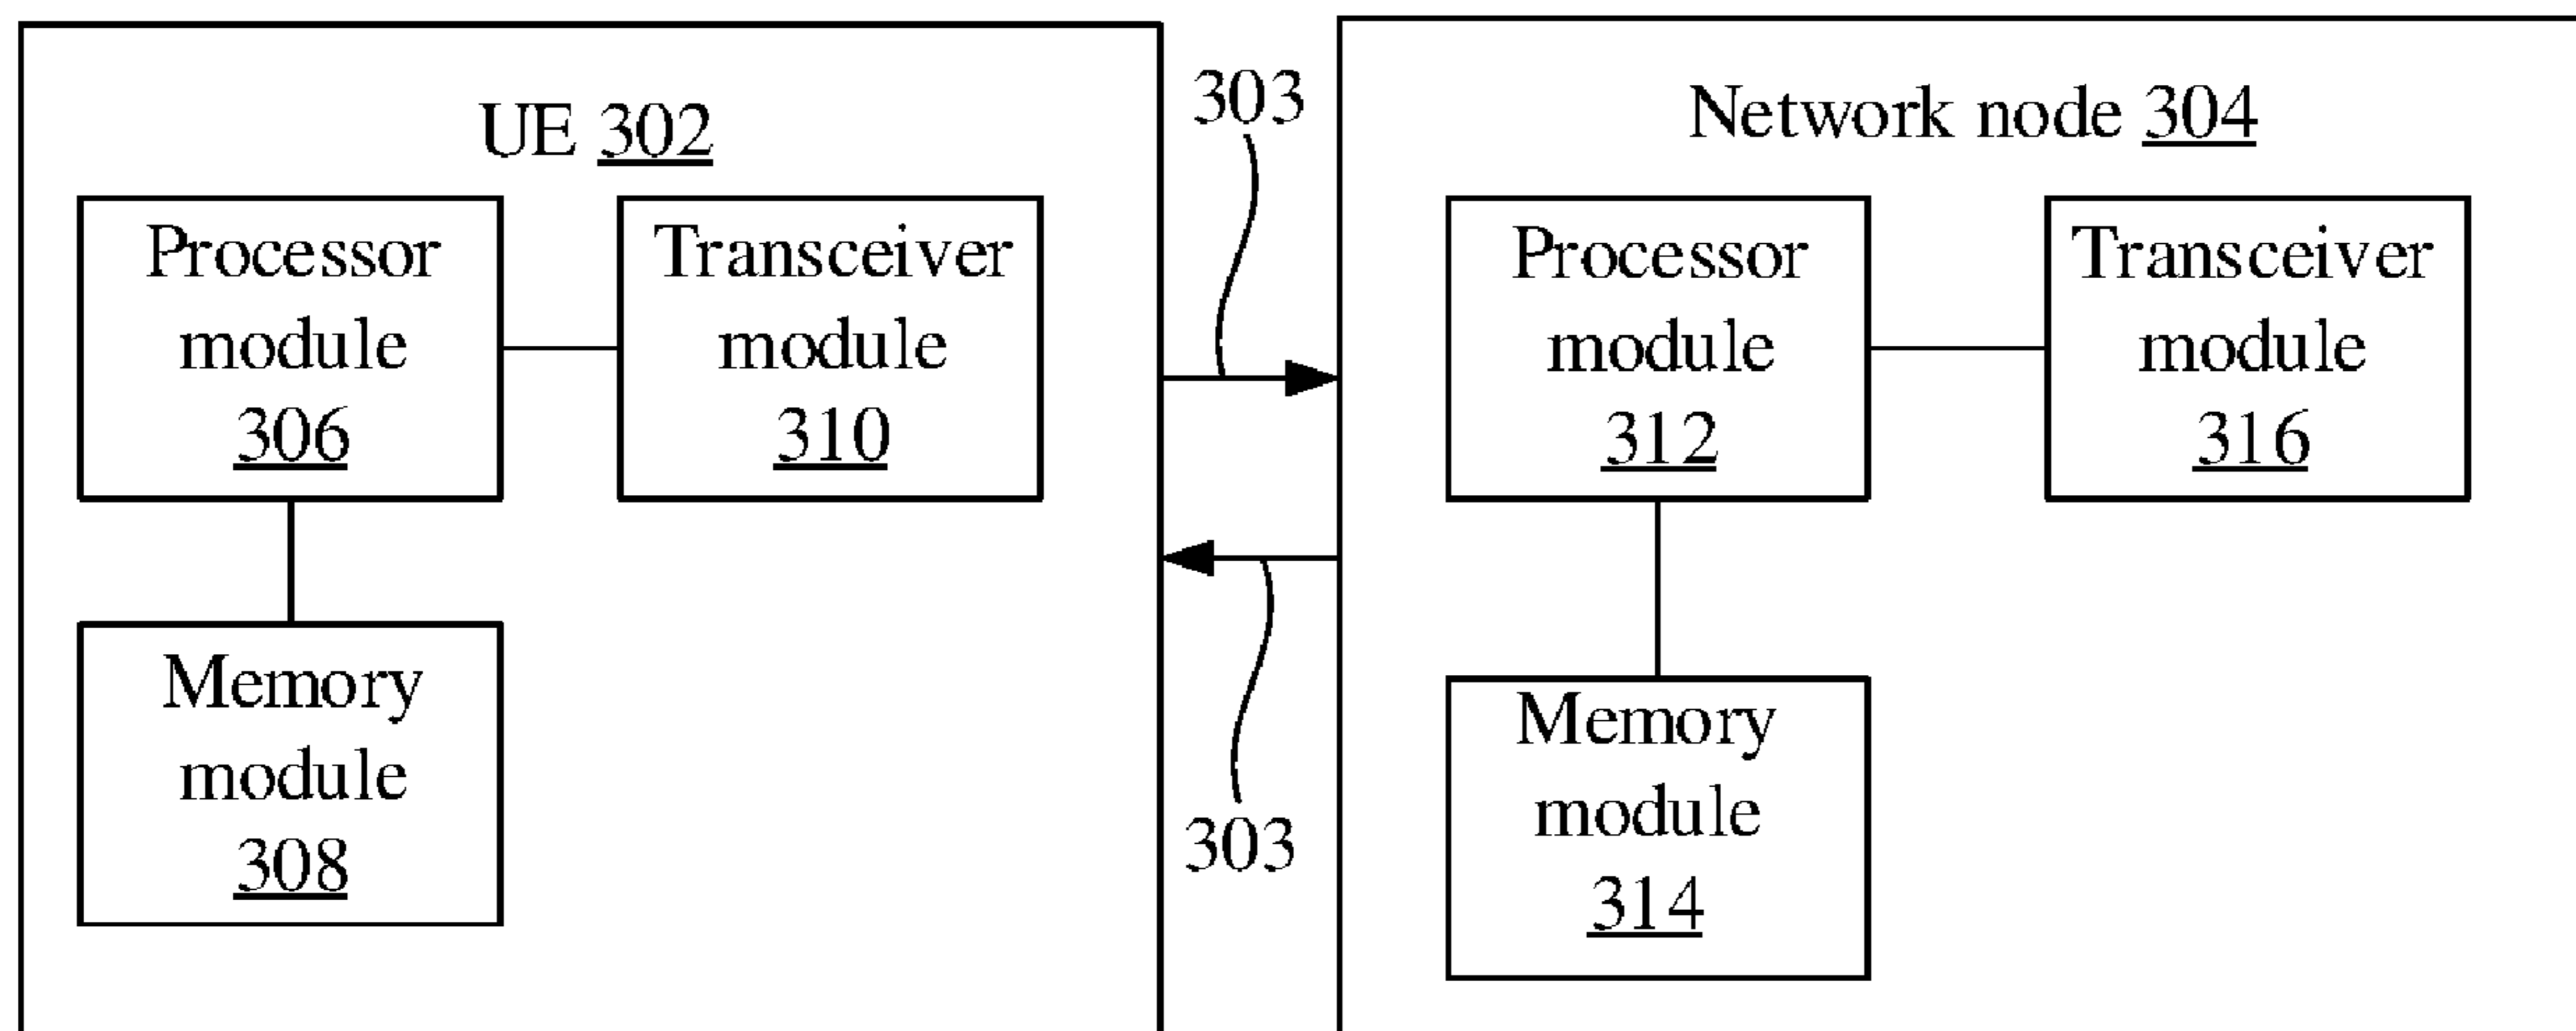 UE 302
Processor
module
306
Transceiver
module
310
Memory
module
308
303
303
Network node 304
Processor
module
312
Transceiver
module
316
Memory
module
314